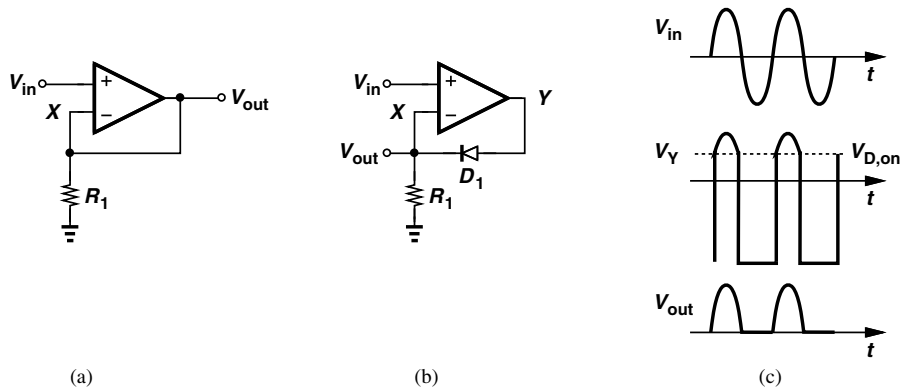 V_in
+
−
X
V_out
R_1
(a)
V_in
+
−
X
Y
V_out
D_1
R_1
(b)
V_in
t
V_Y
V_D,on
t
V_out
t
(c)